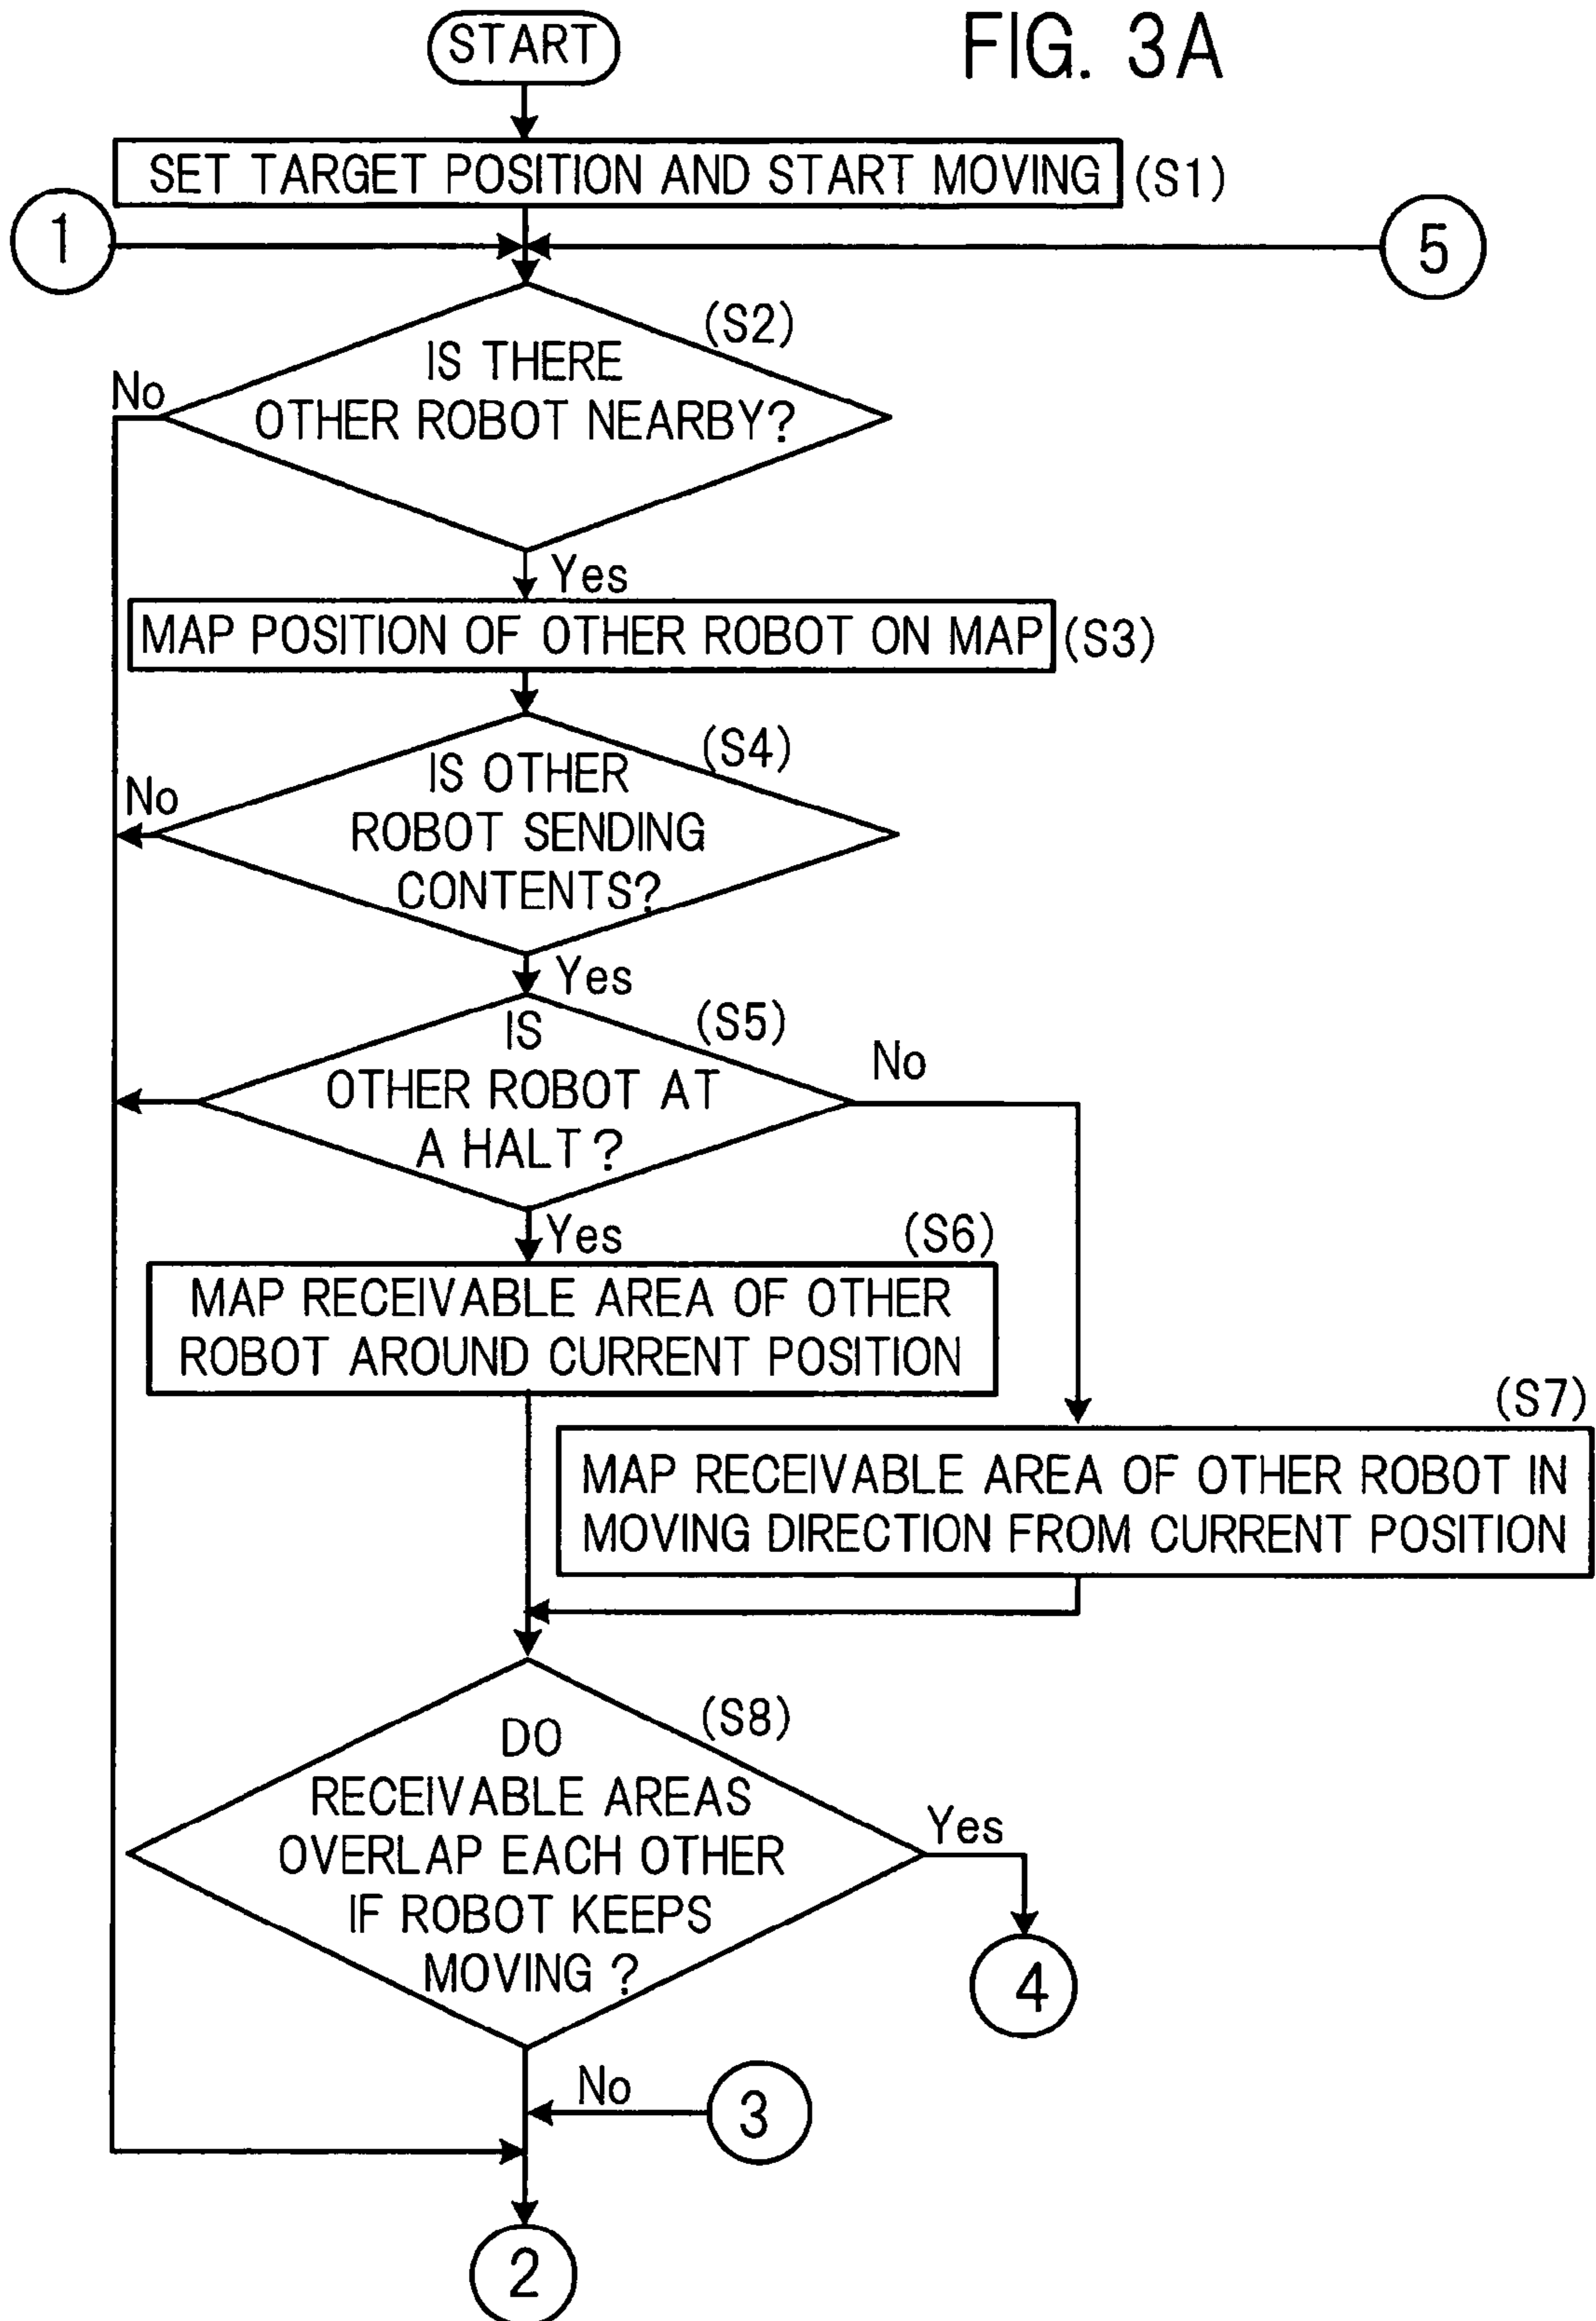 FIG. 3A
START
SET TARGET POSITION AND START MOVING
(S1)
1
5
(S2)
IS THERE
OTHER ROBOT NEARBY?
No
Yes
MAP POSITION OF OTHER ROBOT ON MAP
(S3)
(S4)
IS OTHER
ROBOT SENDING
CONTENTS?
No
Yes
(S5)
IS
OTHER ROBOT AT
A HALT?
No
Yes
(S6)
MAP RECEIVABLE AREA OF OTHER
ROBOT AROUND CURRENT POSITION
(S7)
MAP RECEIVABLE AREA OF OTHER ROBOT IN
MOVING DIRECTION FROM CURRENT POSITION
(S8)
DO
RECEIVABLE AREAS
OVERLAP EACH OTHER
IF ROBOT KEEPS
MOVING ?
Yes
4
No
3
2